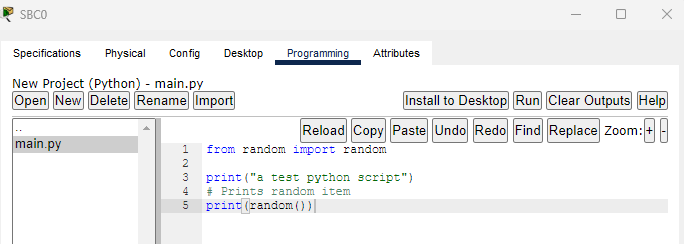 SBC0
Specifications Physical Config Desktop Programming Attributes
New Project (Python) - main.py
Open New Delete Rename Import Install to Desktop Run Clear Outputs Help
Reload Copy Paste Undo Redo Find Replace Zoom: + -
..
main.py
1 from random import random
2
3 print("a test python script")
4 # Prints random item
5 print(random())